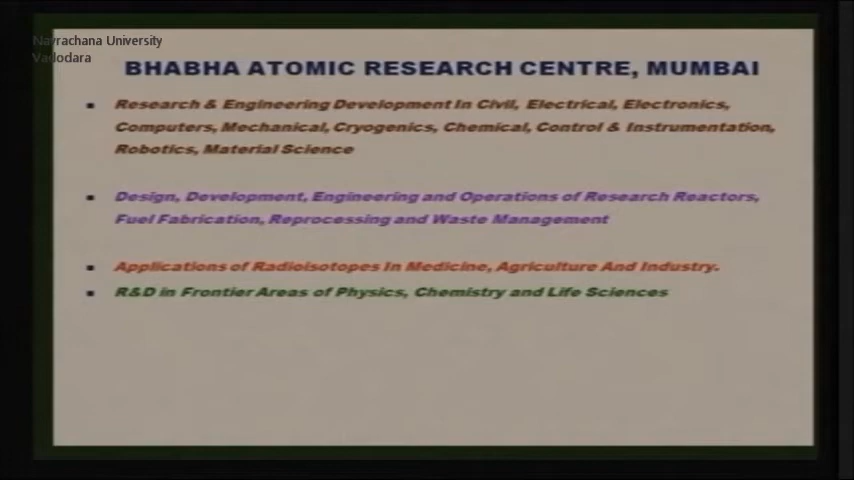 Navrachana University
Vadodara
BHABHA ATOMIC RESEARCH CENTRE, MUMBAI
Research & Engineering Development In Civil, Electrical, Electronics,
Computers, Mechanical, Cryogenics, Chemical, Control & Instrumentation,
Robotics, Material Science
Design, Development, Engineering and Operations of Research Reactors,
Fuel Fabrication, Reprocessing and Waste Management
Applications of Radioisotopes In Medicine, Agriculture And Industry.
R&D in Frontier Areas of Physics, Chemistry and Life Sciences